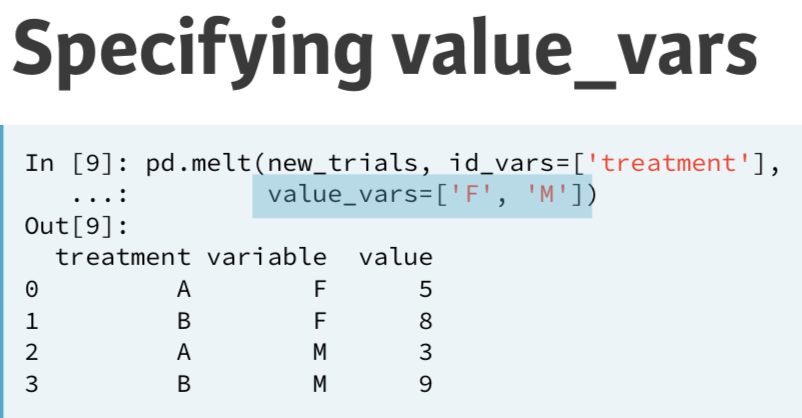 Specifying value_vars
In [9]: pd.melt(new_trials, id_vars=['treatment'],
   ...:         value_vars=['F', 'M'])
Out[9]:
  treatment variable  value
0         A        F      5
1         B        F      8
2         A        M      3
3         B        M      9